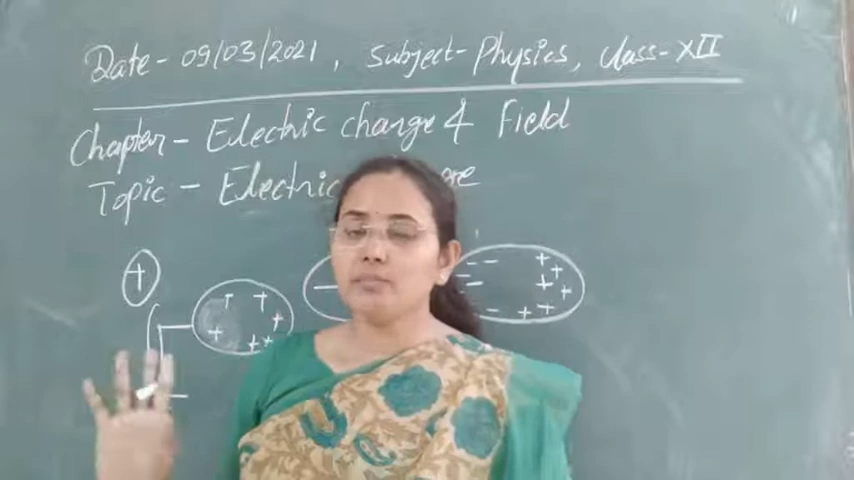 Date - 09/03/2021, Subject - Physics, Class - XII
Chapter - Electric charge & Field
Topic - Electric